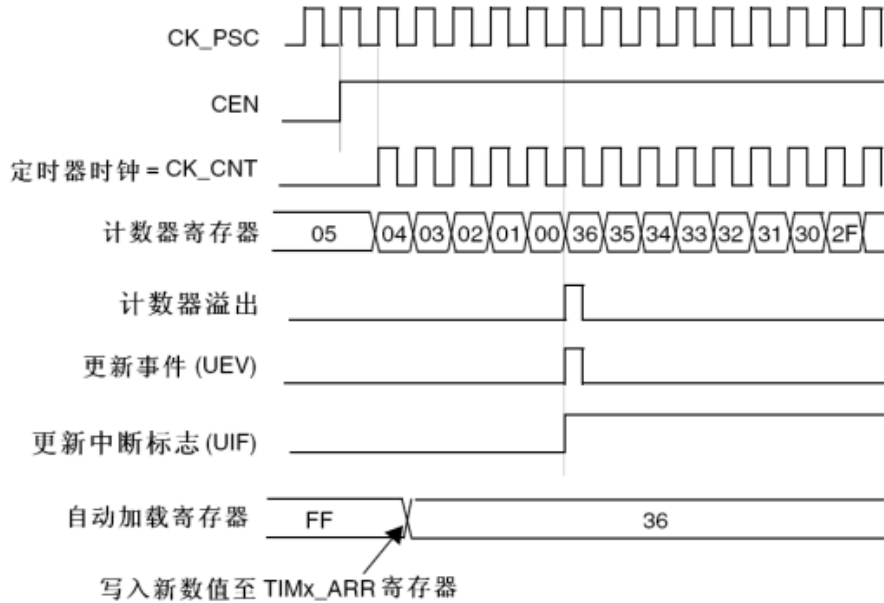 CK_PSC
CEN
定时器时钟 = CK_CNT
计数器寄存器 05 04 03 02 01 00 36 35 34 33 32 31 30 2F
计数器溢出
更新事件 (UEV)
更新中断标志 (UIF)
自动加载寄存器 FF 36
写入新数值至 TIMx_ARR 寄存器